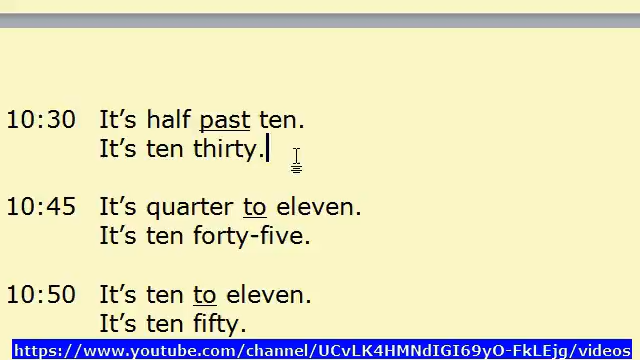 10:30 It’s half past ten.
It’s ten thirty.
10:45 It’s quarter to eleven.
It’s ten forty-five.
10:50 It’s ten to eleven.
It’s ten fifty.
https://www.youtube.com/channel/UCvLK4HMNdIGI69yO-FkLEjg/videos